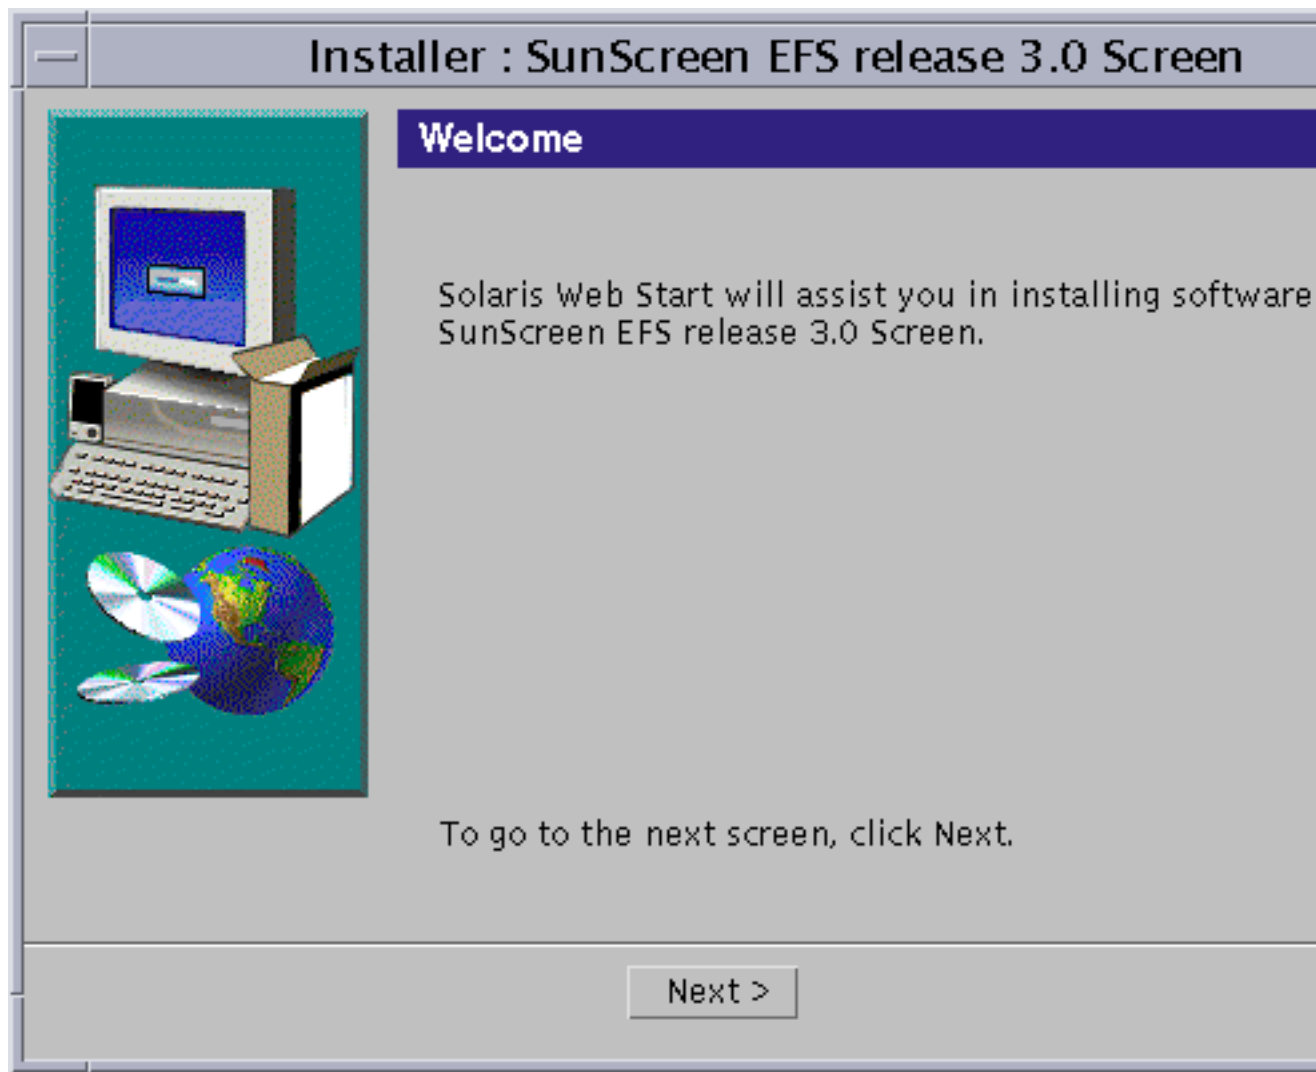 Installer : SunScreen EFS release 3.0 Screen
Welcome
Solaris Web Start will assist you in installing software
SunScreen EFS release 3.0 Screen.
To go to the next screen, click Next.
Next >